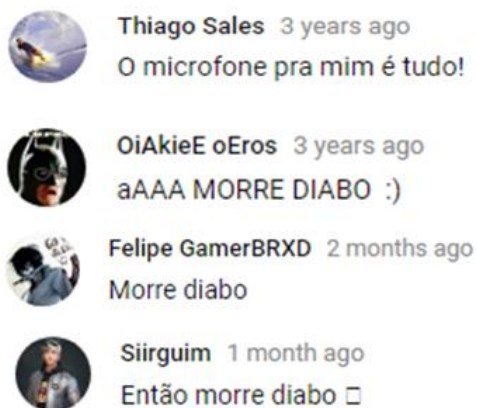 Thiago Sales 3 years ago
O microfone pra mim é tudo!
OiAkieE oEros 3 years ago
aAAA MORRE DIABO :)
Felipe GamerBRXD 2 months ago
Morre diabo
Siirguim 1 month ago
Então morre diabo □